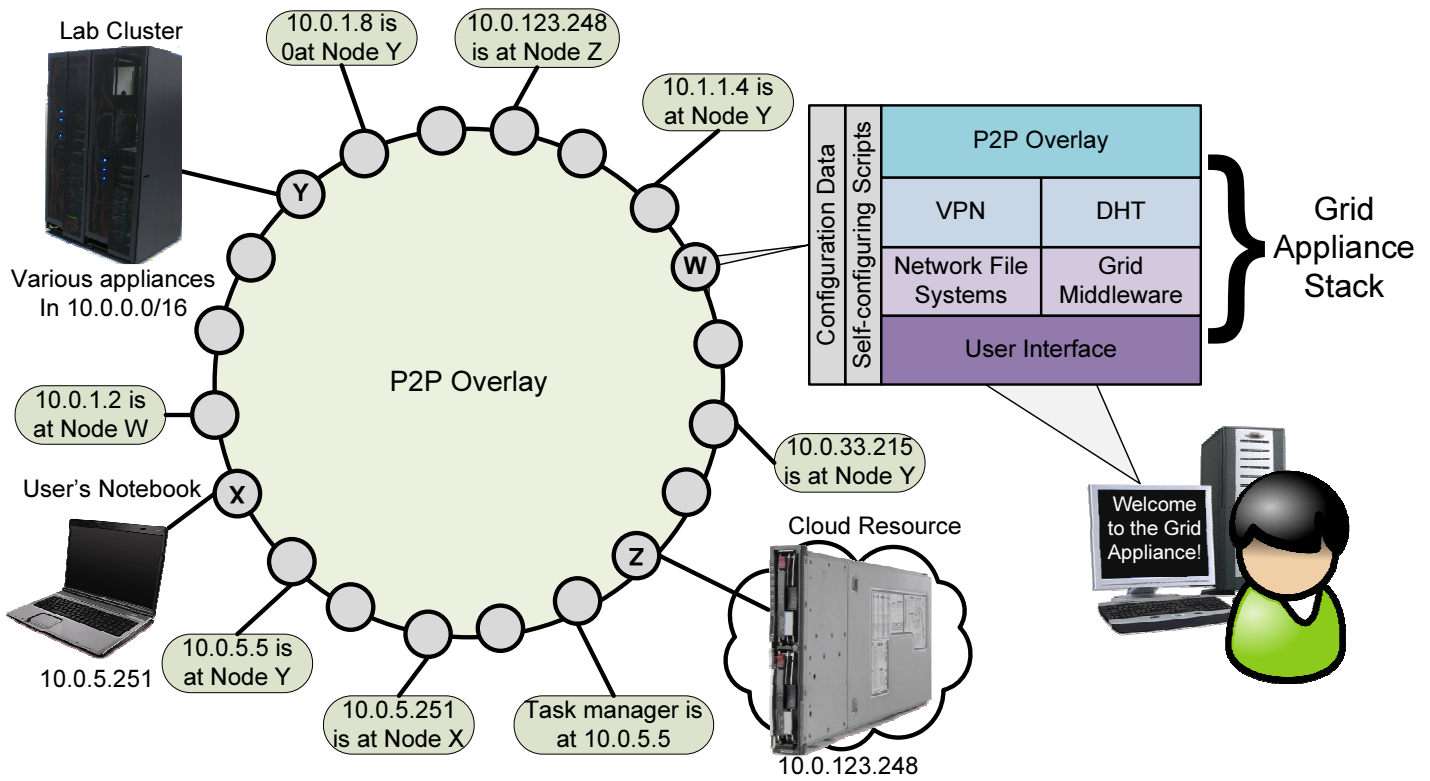 Lab Cluster
10.0.1.8 is
0at Node Y
10.0.123.248
is at Node Z
10.1.1.4 is
at Node Y
Y
W
Various appliances
In 10.0.0.0/16
P2P Overlay
10.0.1.2 is
at Node W
User's Notebook
X
10.0.5.251
10.0.5.5 is
at Node Y
10.0.5.251
is at Node X
Task manager is
at 10.0.5.5
Z
10.0.33.215
is at Node Y
Cloud Resource
10.0.123.248
Configuration Data
Self-configuring Scripts
P2P Overlay
VPN
DHT
Network File
Systems
Grid
Middleware
User Interface
Grid
Appliance
Stack
Welcome
to the Grid
Appliance!